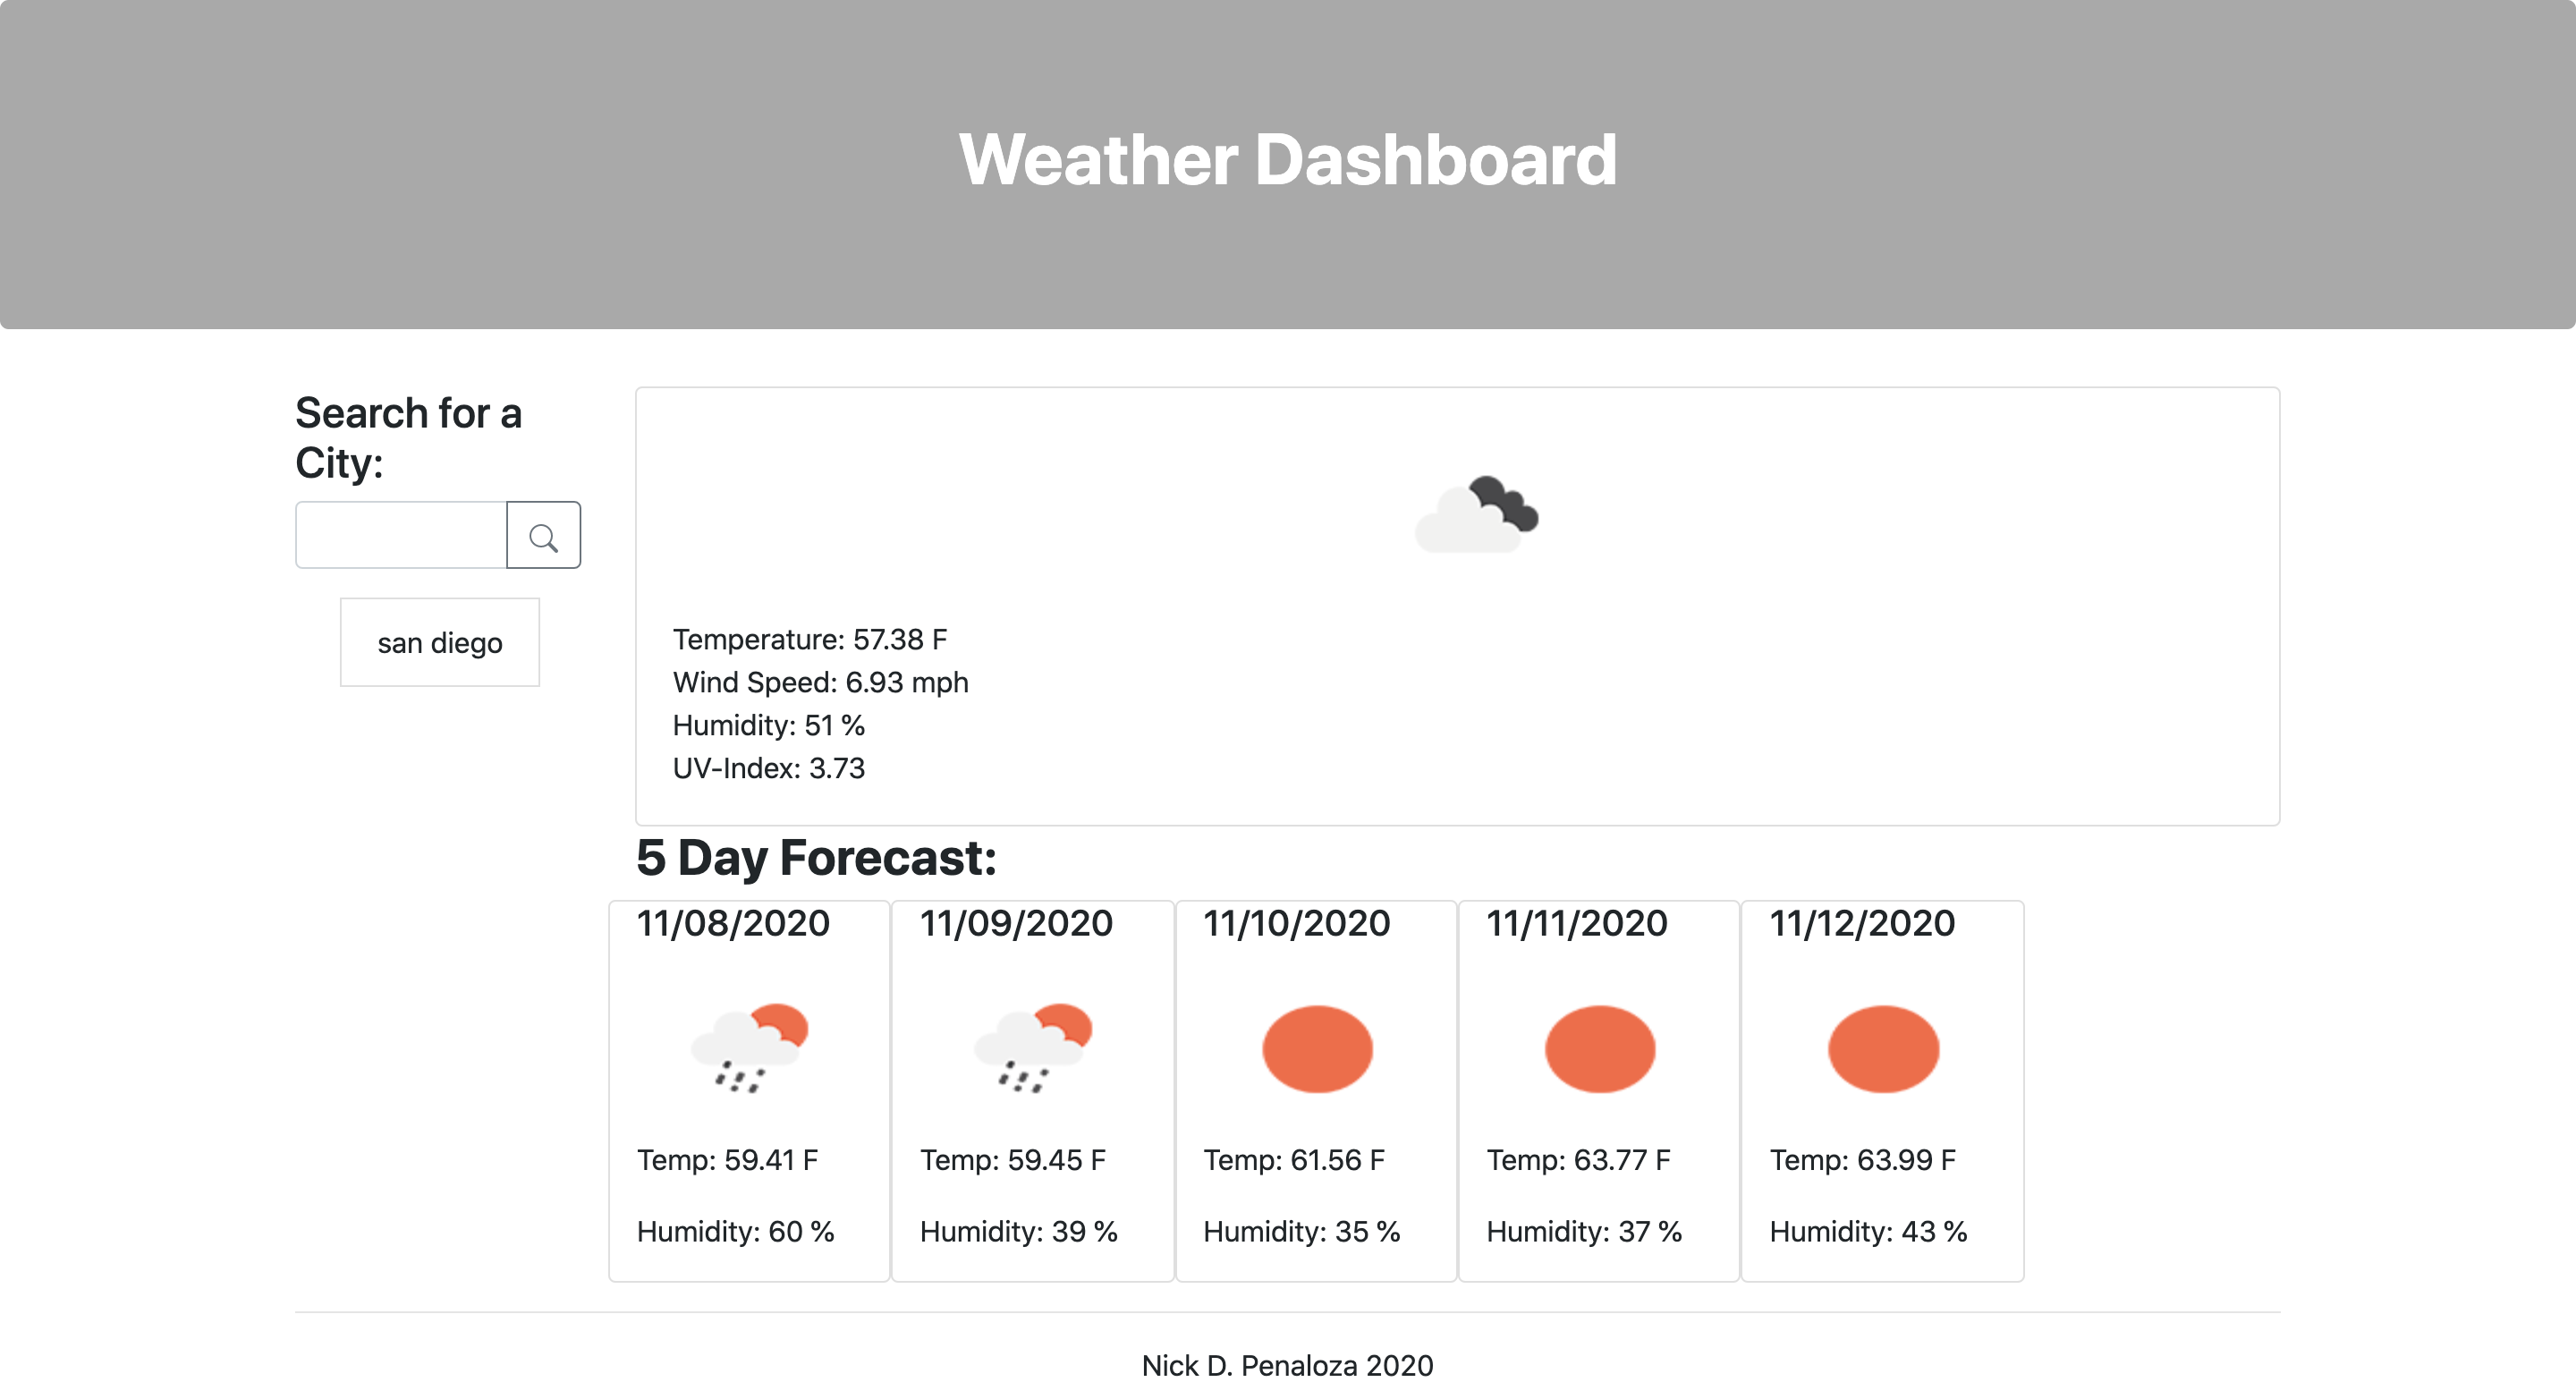 Weather Dashboard
Search for a
City:
san diego
Temperature: 57.38 F
Wind Speed: 6.93 mph
Humidity: 51 %
UV-Index: 3.73
5 Day Forecast:
11/08/2020
Temp: 59.41 F
Humidity: 60 %
11/09/2020
Temp: 59.45 F
Humidity: 39 %
11/10/2020
Temp: 61.56 F
Humidity: 35 %
11/11/2020
Temp: 63.77 F
Humidity: 37 %
11/12/2020
Temp: 63.99 F
Humidity: 43 %
Nick D. Penaloza 2020